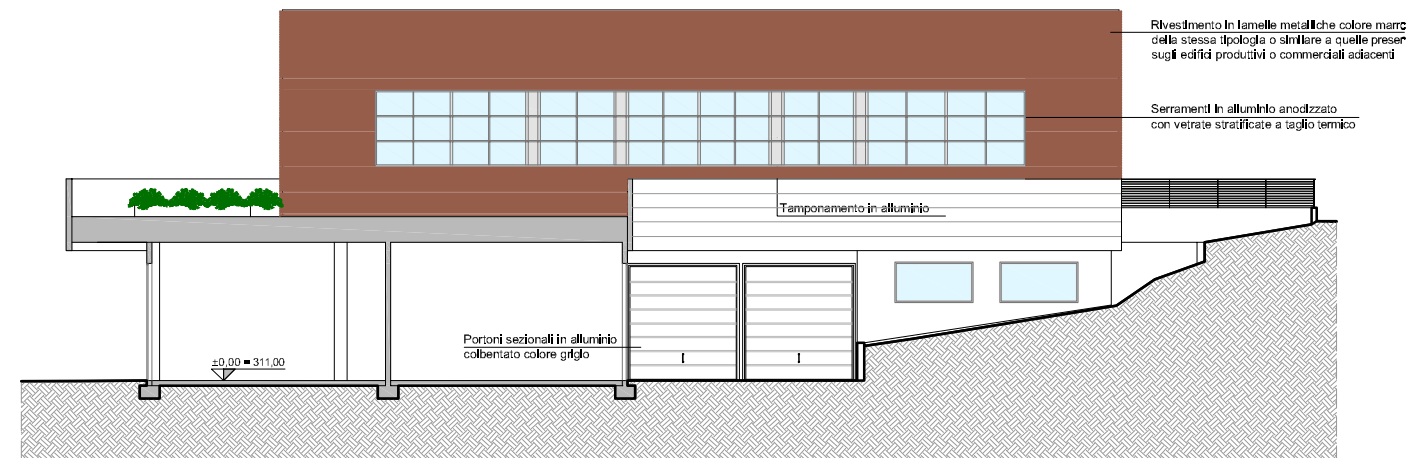 Rivestimento in lamelle metalliche colore marrc
della stessa tipologia o similare a quelle preser
sugli edifici produttivi o commerciali adiacenti
Serramenti in alluminio anodizzato
con vetrate stratificate a taglio termico
Tamponamento in alluminio
Portoni sezionali in alluminio
coibentato colore grigio
±0,00 = 311,00